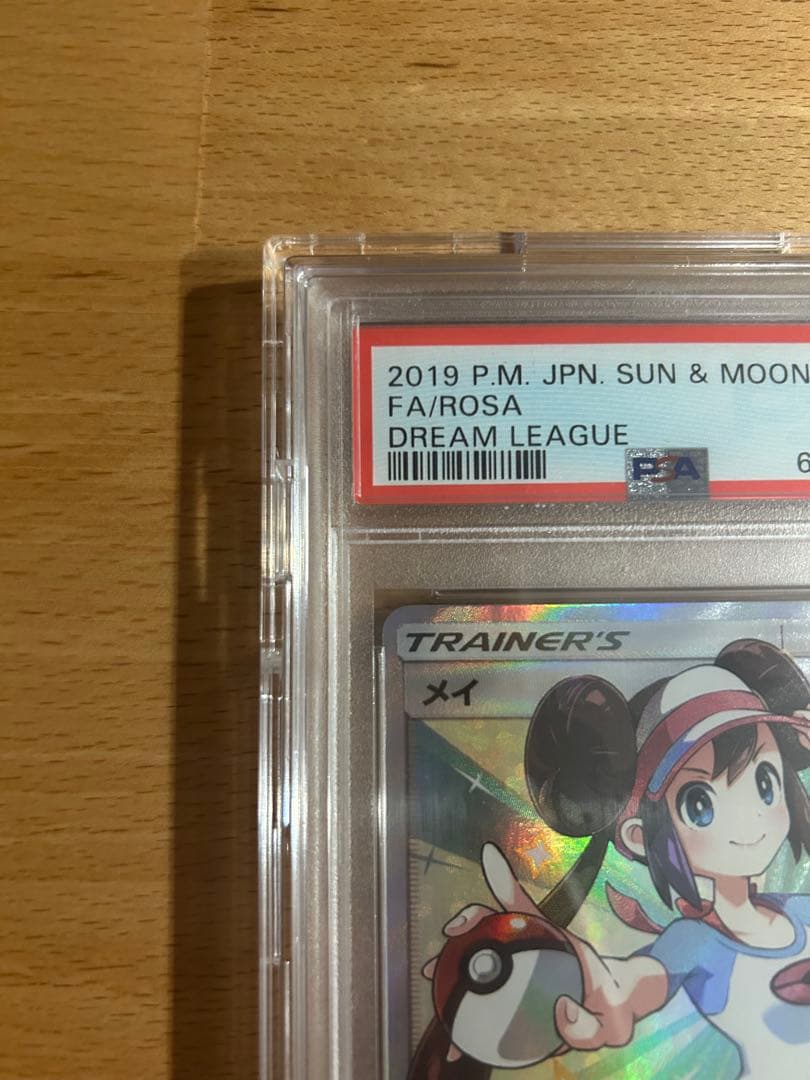 2019 P.M. JPN. SUN & MOON
FA/ROSA
DREAM LEAGUE
PSA
6
TRAINER'S
メイ